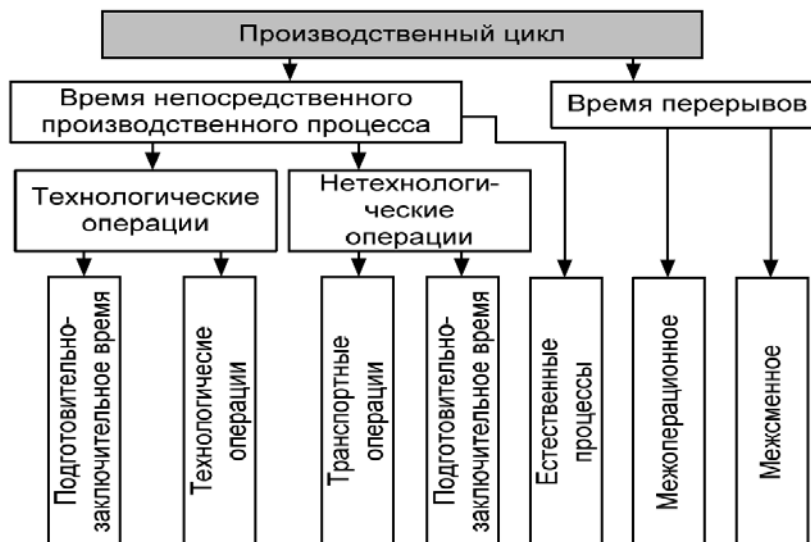 Производственный цикл
Время непосредственного
производственного процесса
Время перерывов
Технологические
операции
Нетехнологи-
ческие
операции
Подготовительно-
заключительное время
Технологичесие
операции
Транспортные
операции
Подготовительно-
заключительное время
Естественные
процессы
Межоперационное
Межсменное